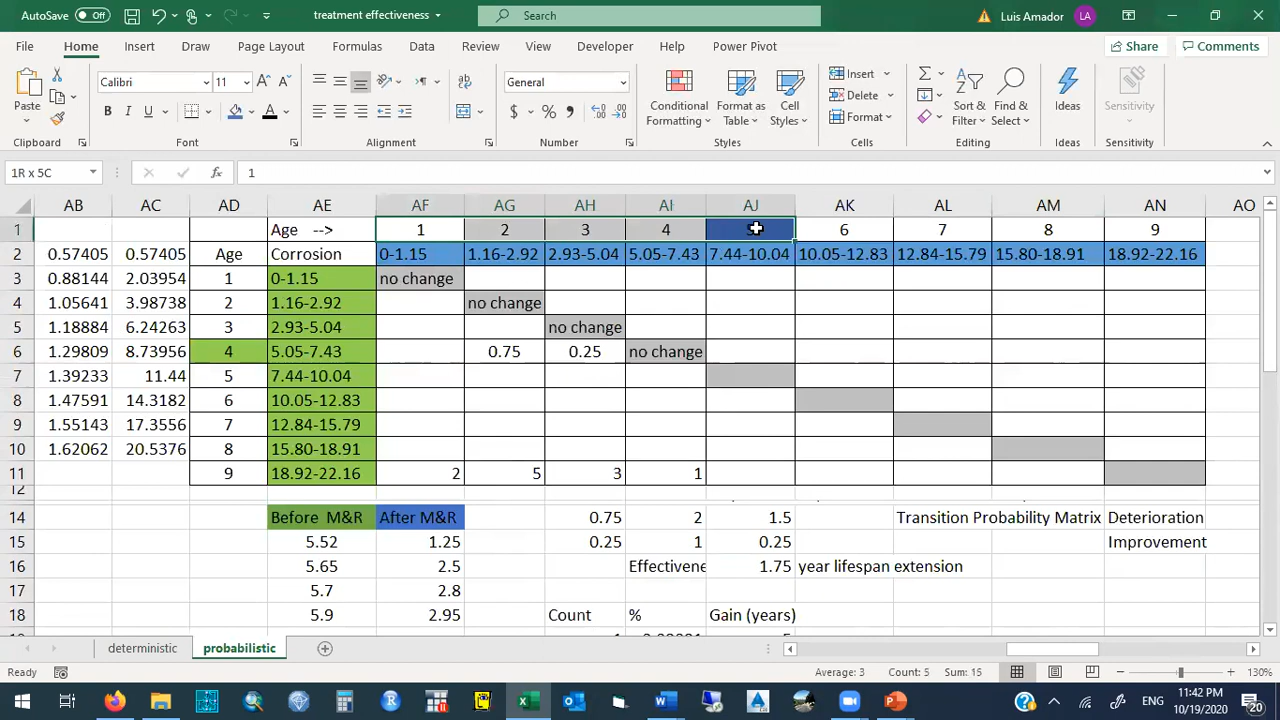 AutoSave Off treatment effectiveness Search Luis Amador LA
File Home Insert Draw Page Layout Formulas Data Review View Developer Help Power Pivot Share Comments
Paste Calibri 11 General Conditional Formatting Format as Table Cell Styles Insert Delete Format Sort & Filter Find & Select Ideas Sensitivity
Clipboard Font Alignment Number Styles Cells Editing Ideas Sensitivity
1R x 5C fx 1
AB AC AD AE AF AG AH AI AJ AK AL AM AN AO
1 Age --> 1 2 3 4 6 7 8 9
2 0.57405 0.57405 Age Corrosion 0-1.15 1.16-2.92 2.93-5.04 5.05-7.43 7.44-10.04 10.05-12.83 12.84-15.79 15.80-18.91 18.92-22.16
3 0.88144 2.03954 1 0-1.15 no change
4 1.05641 3.98738 2 1.16-2.92 no change
5 1.18884 6.24263 3 2.93-5.04 no change
6 1.29809 8.73956 4 5.05-7.43 0.75 0.25 no change
7 1.39233 11.44 5 7.44-10.04
8 1.47591 14.3182 6 10.05-12.83
9 1.55143 17.3556 7 12.84-15.79
10 1.62062 20.5376 8 15.80-18.91
11 9 18.92-22.16 2 5 3 1
12
14 Before M&R After M&R 0.75 2 1.5 Transition Probability Matrix Deterioration
15 5.52 1.25 0.25 1 0.25 Improvement
16 5.65 2.5 Effectivene 1.75 year lifespan extension
17 5.7 2.8
18 5.9 2.95 Count % Gain (years)
deterministic probabilistic
Ready Average: 3 Count: 5 Sum: 15 130%
ENG 11:42 PM
10/19/2020 20